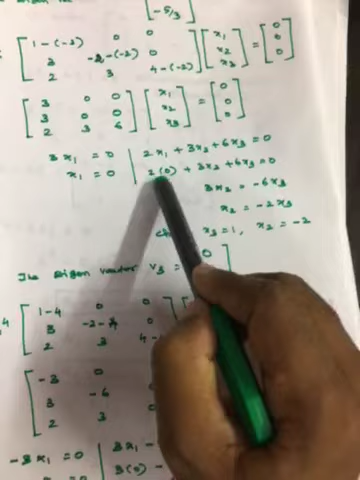 [-5/3]
[1-(-2) 0 0] [x₁] = [0]
[3 -2-(-2) 0] [x₂] [0]
[2 3 4-(-2)] [x₃] [0]
[3 0 0] [x₁] = [0]
[3 0 0] [x₂] [0]
[2 3 6] [x₃] [0]
3x₁ = 0 | 2x₁ + 3x₂ + 6x₃ = 0
x₁ = 0 | 2(0) + 3x₂ + 6x₃ = 0
3x₂ = -6x₃
x₂ = -2x₃
x₃ = 1, x₂ = -2
The Eigen vector v₃ = [0
[1-4 0 0]
[3 -2-4 0]
[2 3 4-
[-3 0
[3 -6
[2 3
-3x₁ = 0 | 3x₁ -
3(0) -